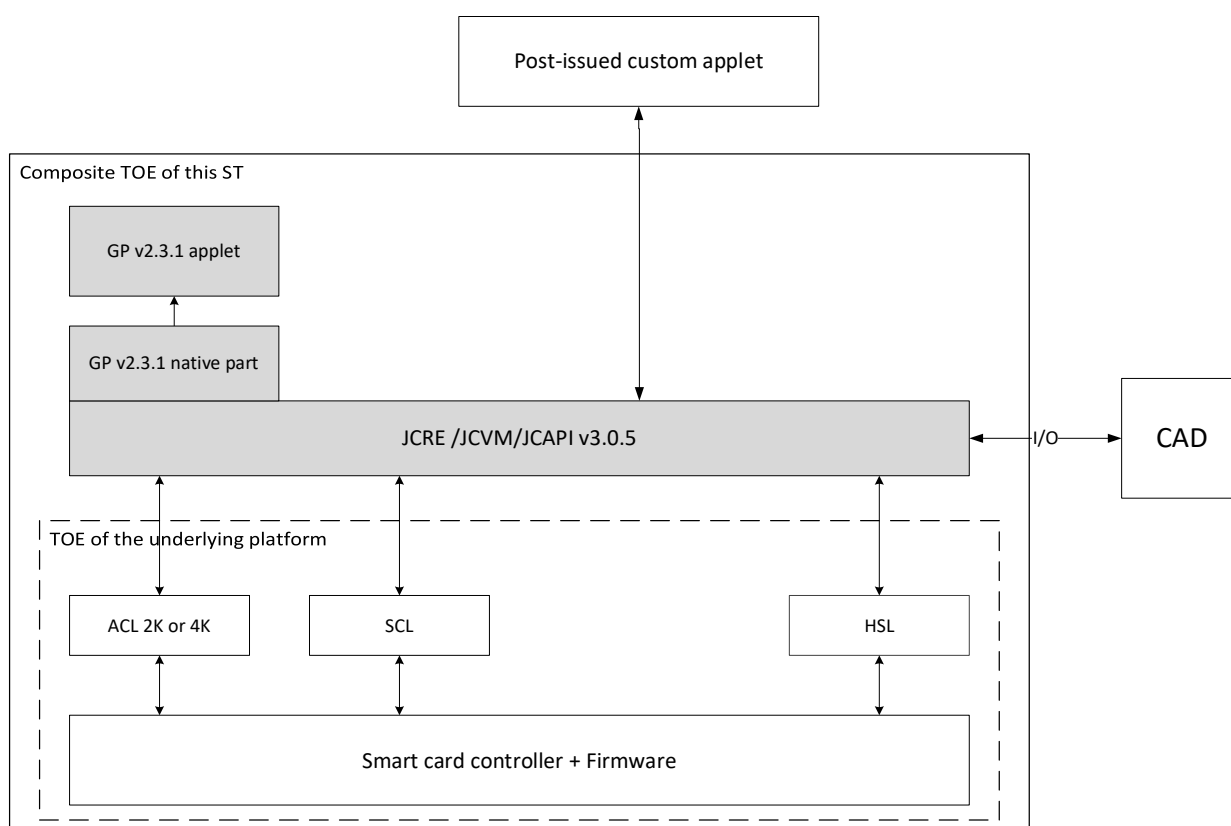 Post-issued custom applet
Composite TOE of this ST
GP v2.3.1 applet
GP v2.3.1 native part
JCRE /JCVM/JCAPI v3.0.5
I/O
CAD
TOE of the underlying platform
ACL 2K or 4K
SCL
HSL
Smart card controller + Firmware